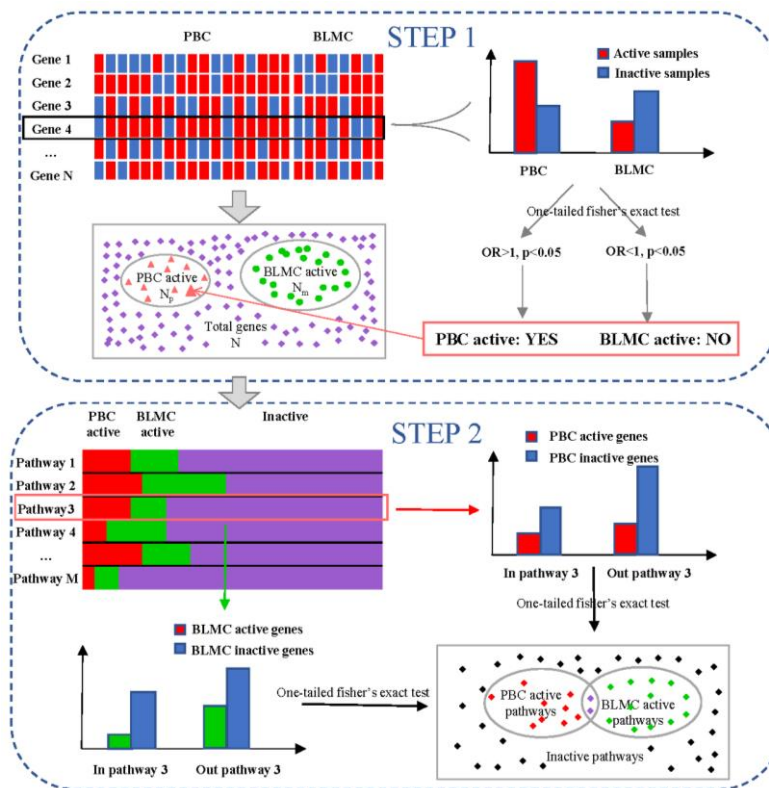 PBC BLMC
STEP 1
Gene 1
Gene 2
Gene 3
Gene 4
...
Gene N
Active samples
Inactive samples
PBC BLMC
One-tailed fisher's exact test
OR>1, p<0.05 OR<1, p<0.05
PBC active: YES BLMC active: NO
PBC active
Np
BLMC active
Nm
Total genes
N
STEP 2
PBC active
BLMC active
Inactive
Pathway 1
Pathway 2
Pathway3
Pathway 4
...
Pathway M
PBC active genes
PBC inactive genes
In pathway 3 Out pathway 3
One-tailed fisher's exact test
BLMC active genes
BLMC inactive genes
In pathway 3 Out pathway 3
One-tailed fisher's exact test
PBC active
pathways
BLMC active
pathways
Inactive pathways